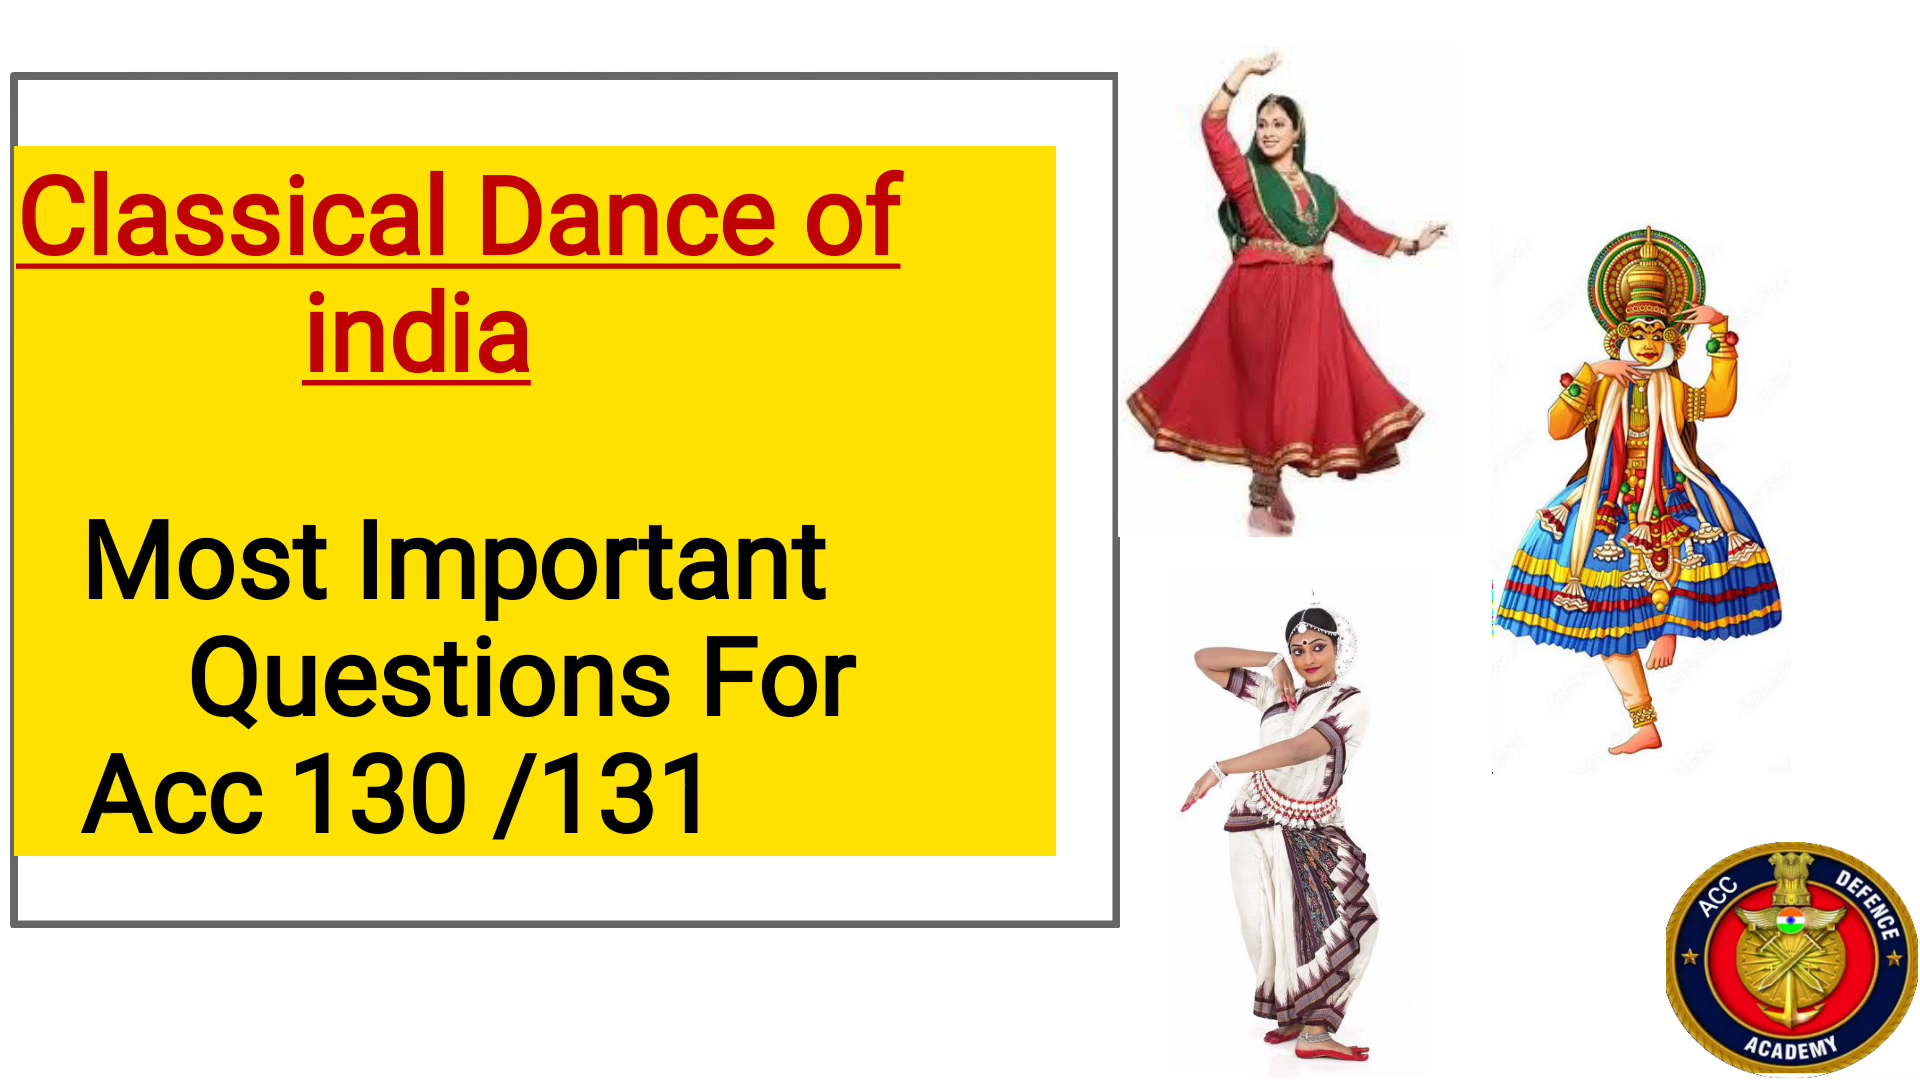 Classical Dance of
india
Most Important
Questions For
Acc 130 /131
ACC
DEFENCE
ACADEMY